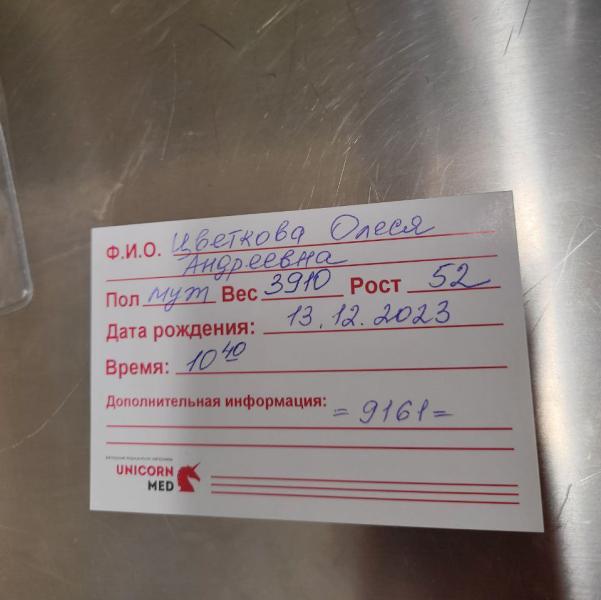 Ф.И.О. Цветкова Олеся
Андреевна
Пол муж Вес 3910 Рост 52
Дата рождения: 13.12.2023
Время: 10 40
Дополнительная информация: =9161=
UNICORN
MED